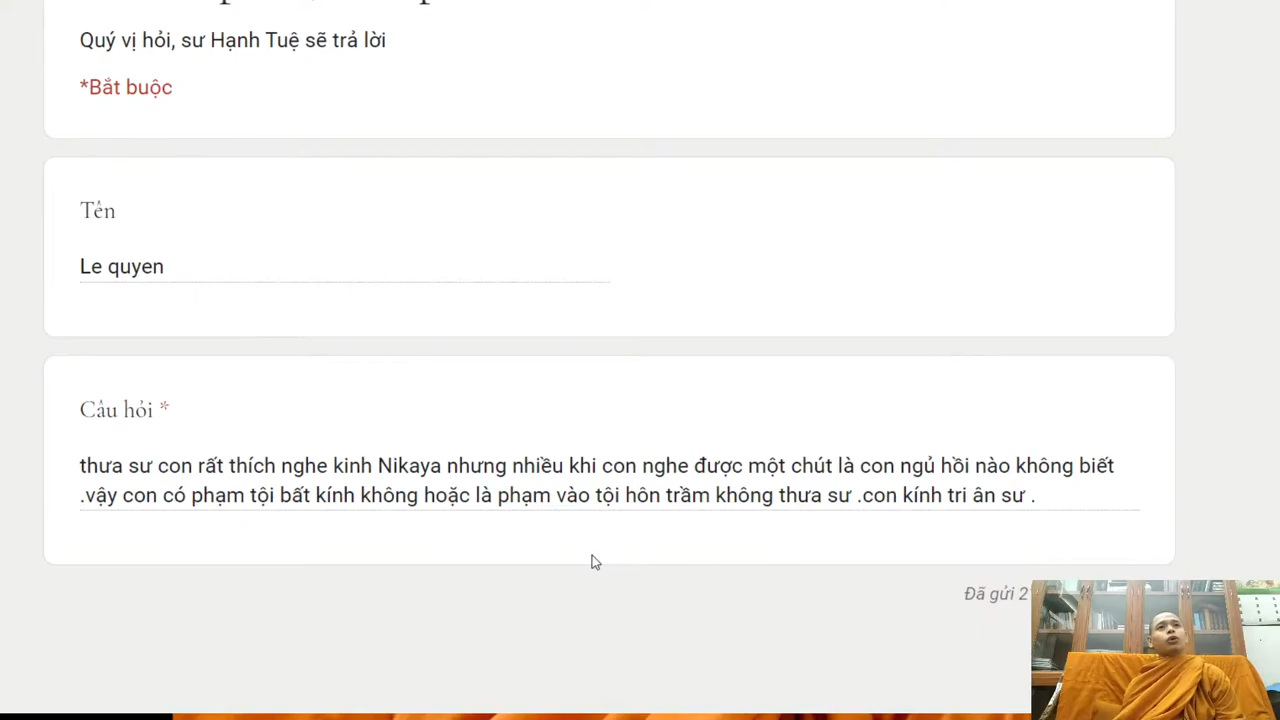 Quý vị hỏi, sư Hạnh Tuệ sẽ trả lời
*Bắt buộc
Tên
Le quyen
Câu hỏi *
thưa sư con rất thích nghe kinh Nikaya nhưng nhiều khi con nghe được một chút là con ngủ hồi nào không biết
.vậy con có phạm tội bất kính không hoặc là phạm vào tội hôn trầm không thưa sư .con kính tri ân sư .
Đã gửi